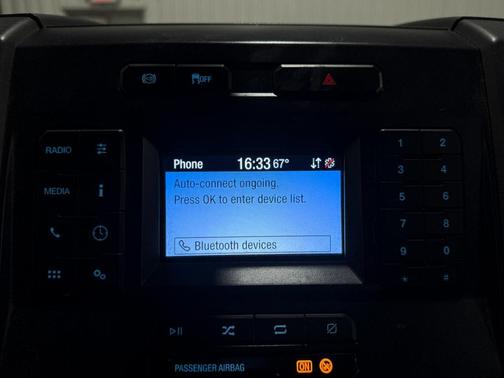 OFF
RADIO
MEDIA
i
Phone 16:33 67°
Auto-connect ongoing.
Press OK to enter device list.
Bluetooth devices
1 2
3 4
5 6
7 8
9 0
* #
PASSENGER AIRBAG ON